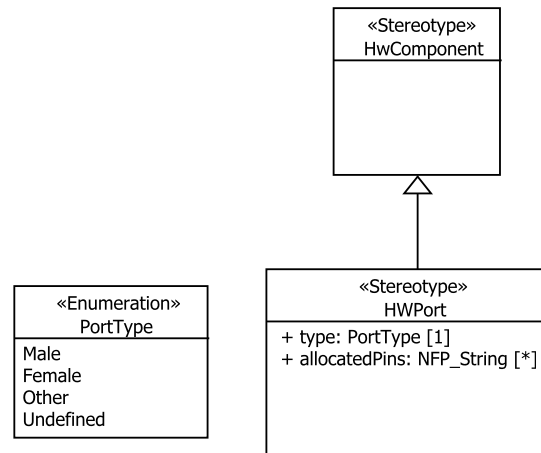 «Stereotype»
HwComponent
«Enumeration»
PortType
Male
Female
Other
Undefined
«Stereotype»
HWPort
+ type: PortType [1]
+ allocatedPins: NFP_String [*]